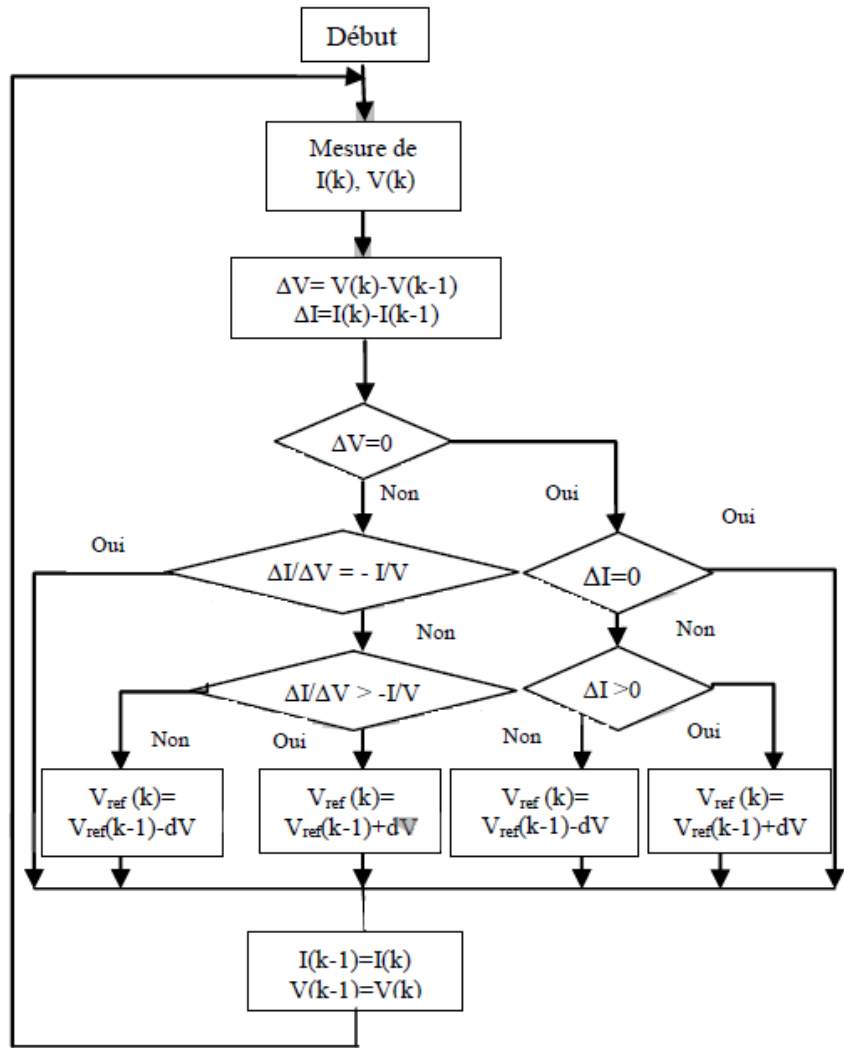 Début
Mesure de
I(k), V(k)
ΔV= V(k)-V(k-1)
ΔI=I(k)-I(k-1)
ΔV=0
Non
Oui
Oui
Oui
ΔI/ΔV = - I/V
ΔI=0
Non
Non
ΔI/ΔV > -I/V
ΔI >0
Non
Oui
Non
Oui
Vref (k)=
Vref(k-1)-dV
Vref (k)=
Vref(k-1)+dV
Vref (k)=
Vref(k-1)-dV
Vref (k)=
Vref(k-1)+dV
I(k-1)=I(k)
V(k-1)=V(k)